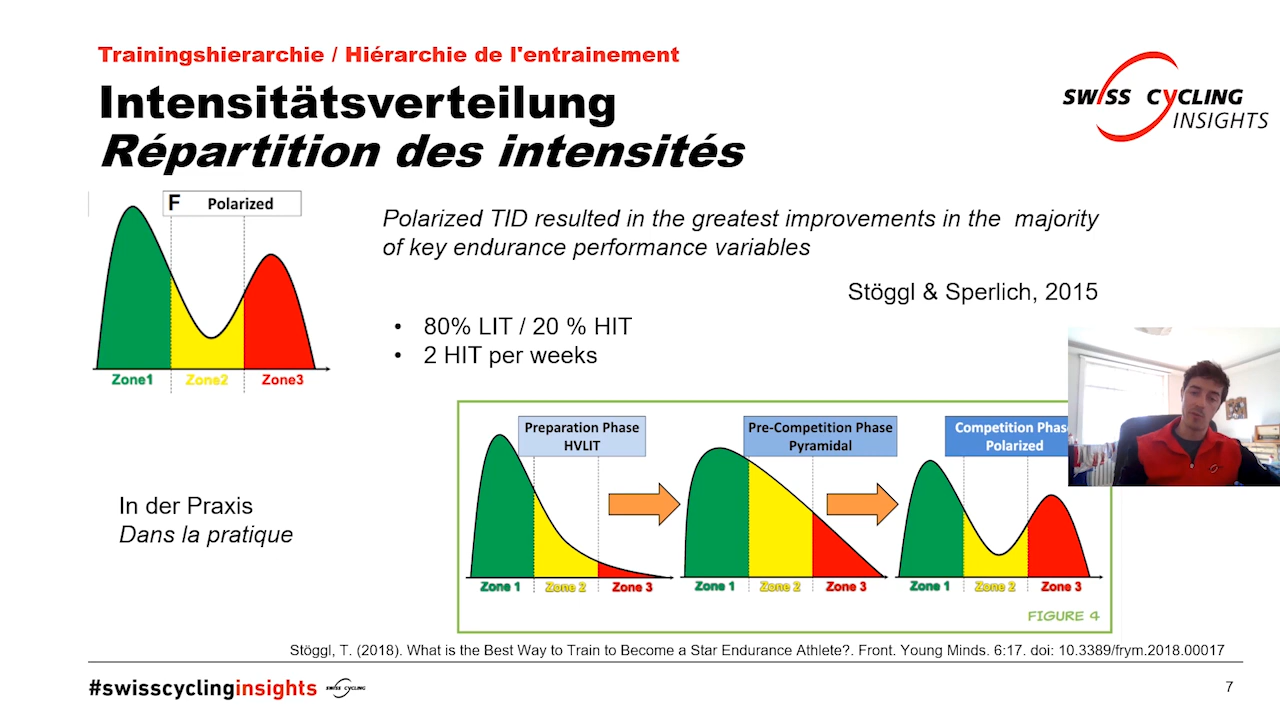 Trainingshierarchie / Hiérarchie de l'entrainement
Intensitätsverteilung
Répartition des intensités
SWISS CYCLING
INSIGHTS
F Polarized
Zone1 Zone2 Zone3
Polarized TID resulted in the greatest improvements in the majority
of key endurance performance variables
Stöggl & Sperlich, 2015
• 80% LIT / 20 % HIT
• 2 HIT per weeks
In der Praxis
Dans la pratique
Preparation Phase
HVLIT
Zone 1 Zone 2 Zone 3
Pre-Competition Phase
Pyramidal
Zone 1 Zone 2 Zone 3
Competition Phas
Polarized
Zone 1 Zone 2 Zone 3
FIGURE 4
Stöggl, T. (2018). What is the Best Way to Train to Become a Star Endurance Athlete?. Front. Young Minds. 6:17. doi: 10.3389/frym.2018.00017
#swisscyclinginsights SWISS CYCLING
7